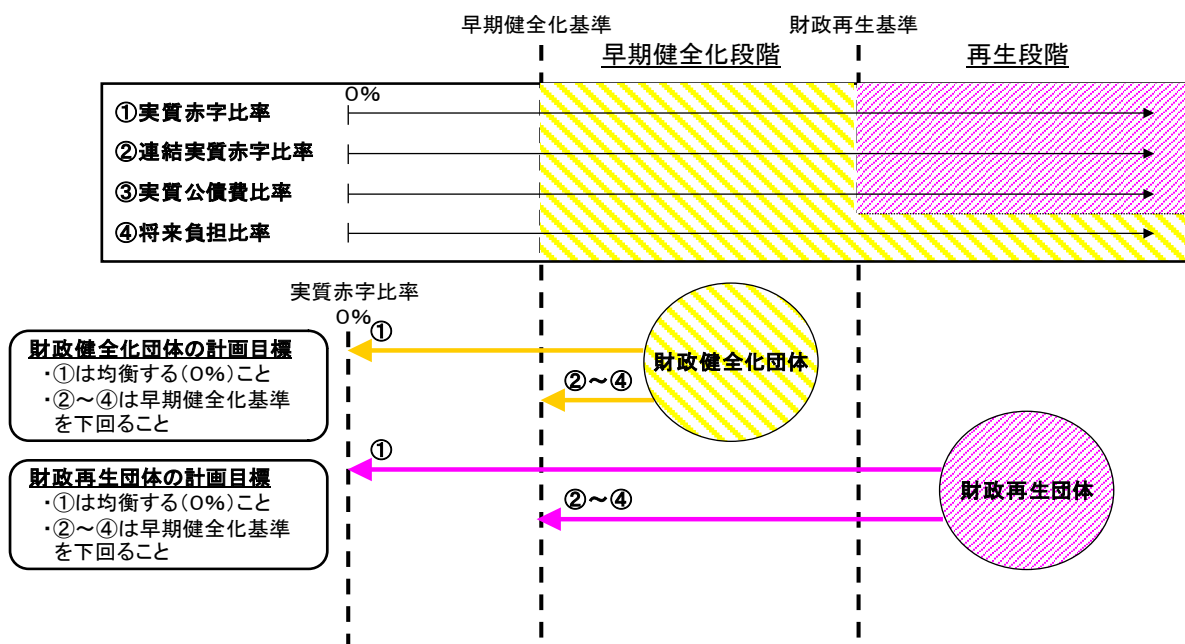 早期健全化基準
財政再生基準
早期健全化段階
再生段階
0%
①実質赤字比率
②連結実質赤字比率
③実質公債費比率
④将来負担比率
実質赤字比率
0%
財政健全化団体の計画目標
・①は均衡する(0%)こと
・②～④は早期健全化基準
を下回ること
①
②～④
財政健全化団体
財政再生団体の計画目標
・①は均衡する(0%)こと
・②～④は早期健全化基準
を下回ること
①
②～④
財政再生団体